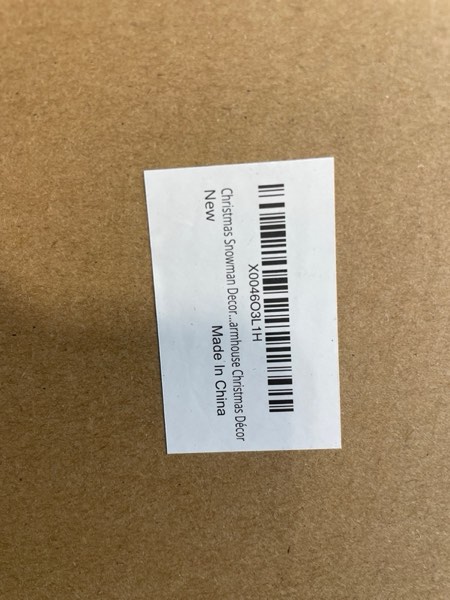 X0046O3L1H
Christmas Snowman Decor...armhouse Christmas Décor
New
Made In China